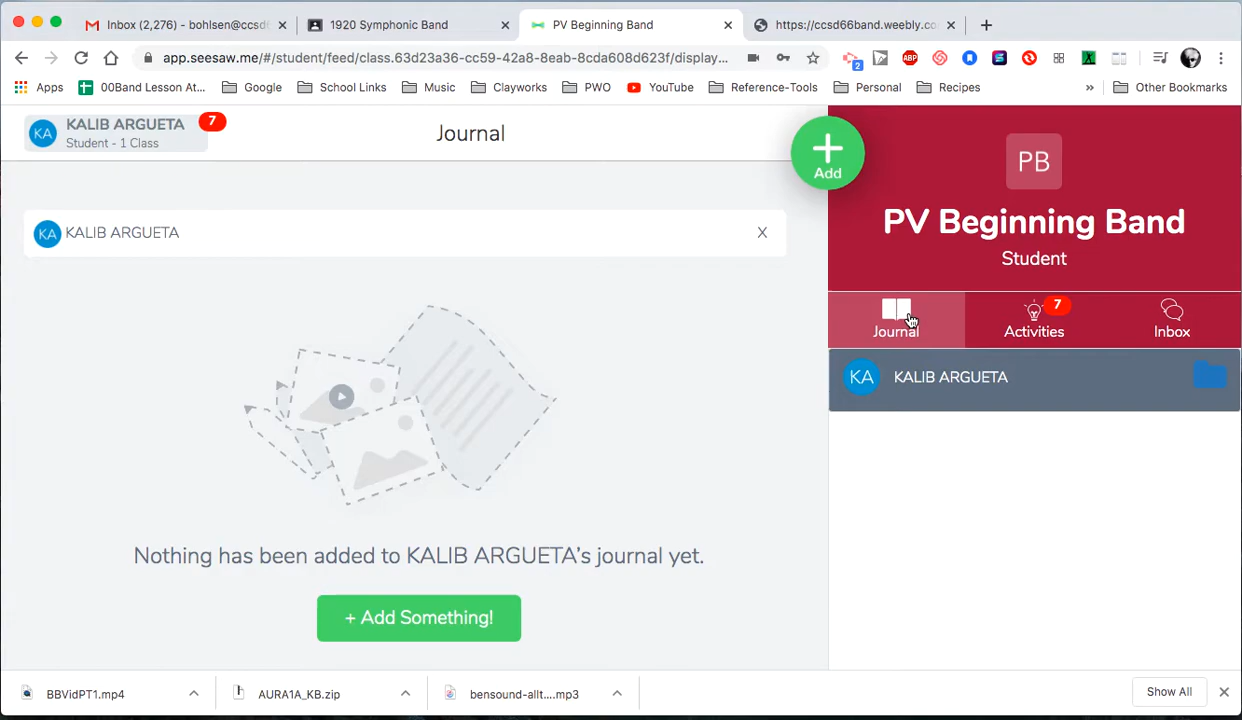 Inbox (2,276) - bohlsen@ccsd
1920 Symphonic Band
PV Beginning Band
https://ccsd66band.weebly.co
app.seesaw.me/#/student/feed/class.63d23a36-cc59-42a8-8eab-8cda608d623f/display...
2
ABP
Apps
00Band Lesson At...
Google
School Links
Music
Clayworks
PWO
YouTube
Reference-Tools
Personal
Recipes
»
Other Bookmarks
KA
KALIB ARGUETA
Student - 1 Class
7
Journal
Add
KA KALIB ARGUETA X
Nothing has been added to KALIB ARGUETA's journal yet.
+ Add Something!
PB
PV Beginning Band
Student
Journal
Activities
7
Inbox
KA KALIB ARGUETA
BBVidPT1.mp4
AURA1A_KB.zip
bensound-allt....mp3
Show All